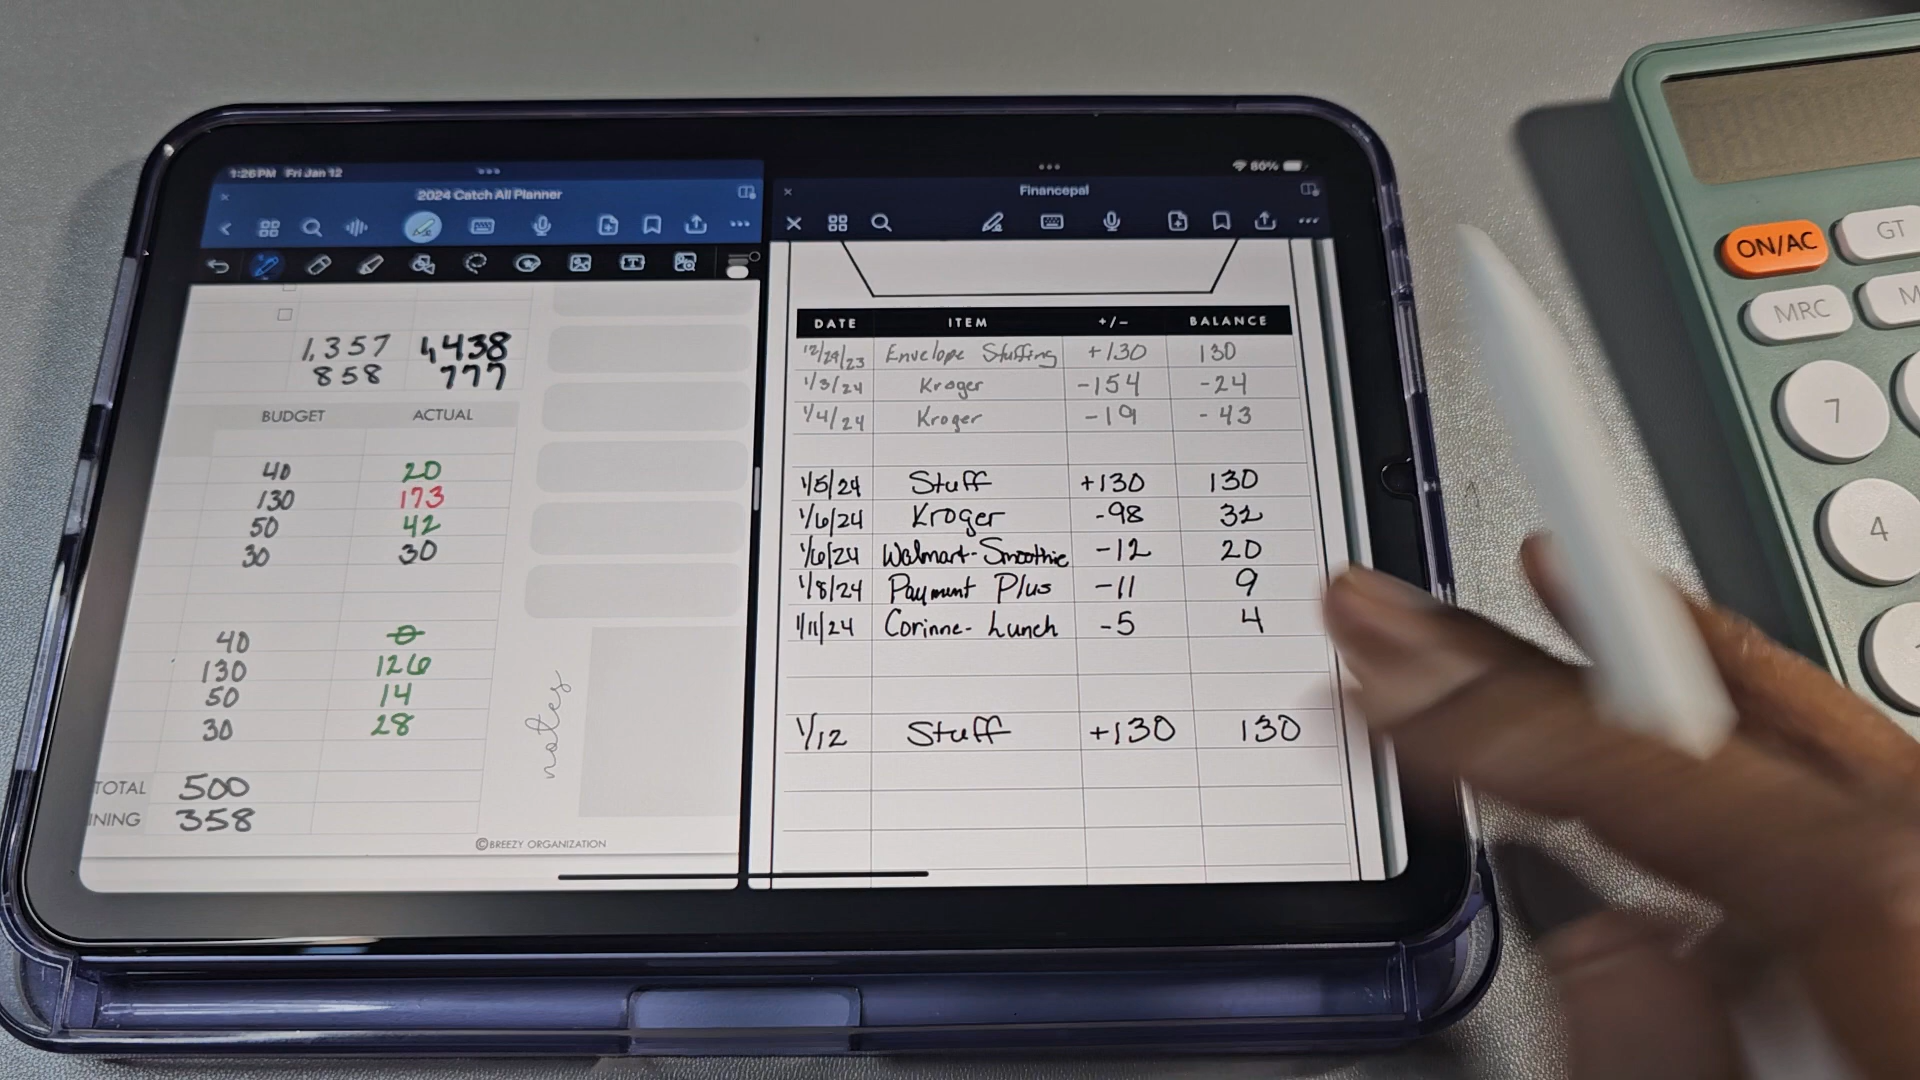 1:26 PM Fri Jan 12
80%
2024 Catch All Planner
Financepal
1,357 1,438
858 777
BUDGET ACTUAL
40 20
130 173
50 42
30 30
40 0
130 126
50 14
30 28
TOTAL 500
INING 358
notes
©BREEZY ORGANIZATION
DATE ITEM +/- BALANCE
12/29/23 Envelope Stuffing +130 130
1/3/24 Kroger -154 -24
1/4/24 Kroger -19 -43
1/5/24 Stuff +130 130
1/6/24 Kroger -98 32
1/6/24 Walmart-Smoothie -12 20
1/8/24 Payment Plus -11 9
1/11/24 Corinne- Lunch -5 4
1/12 Stuff +130 130
ON/AC GT
MRC M
7
4